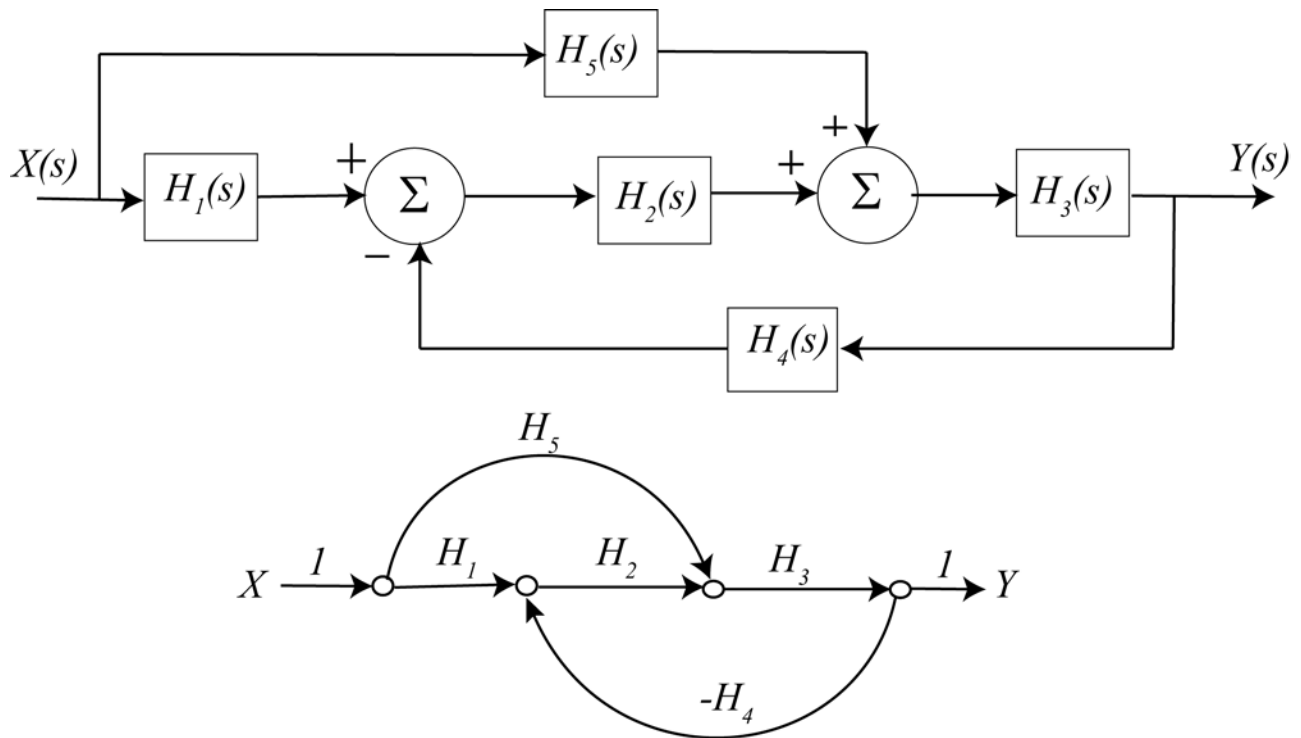 H₅(s)
X(s) H₁(s) + Σ H₂(s) + + Σ H₃(s) Y(s)
−
H₄(s)
H₅
X 1 H₁ H₂ H₃ 1 Y
-H₄